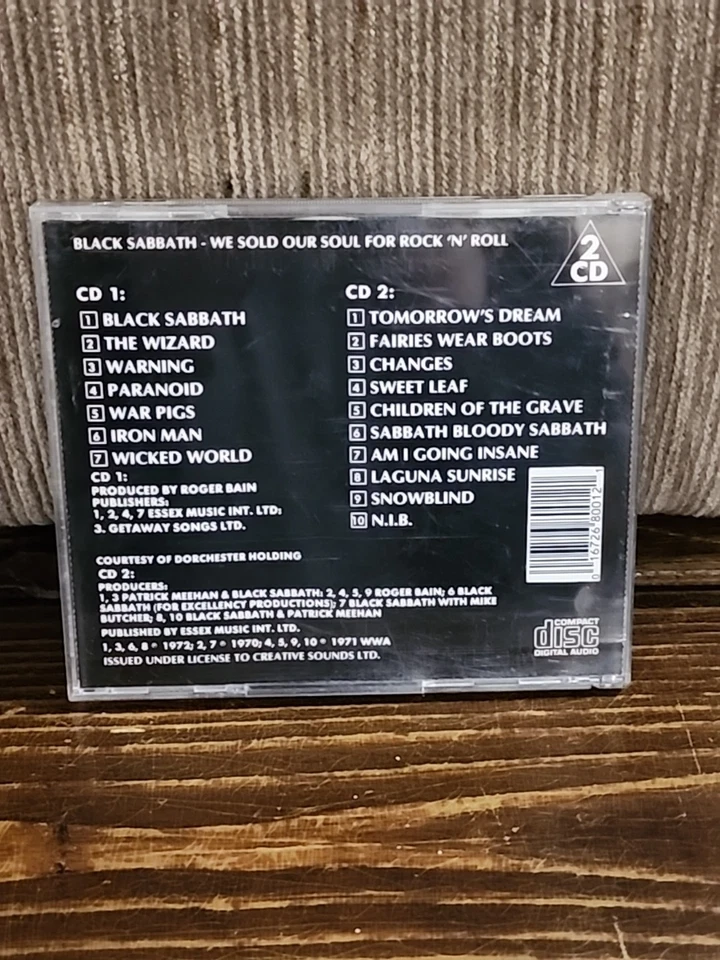 BLACK SABBATH - WE SOLD OUR SOUL FOR ROCK 'N' ROLL
2
CD
CD 1:
1 BLACK SABBATH
2 THE WIZARD
3 WARNING
4 PARANOID
5 WAR PIGS
6 IRON MAN
7 WICKED WORLD
CD 1:
PRODUCED BY ROGER BAIN
PUBLISHERS:
1, 2, 4, 7 ESSEX MUSIC INT. LTD:
3. GETAWAY SONGS LTD.
CD 2:
1 TOMORROW'S DREAM
2 FAIRIES WEAR BOOTS
3 CHANGES
4 SWEET LEAF
5 CHILDREN OF THE GRAVE
6 SABBATH BLOODY SABBATH
7 AM I GOING INSANE
8 LAGUNA SUNRISE
9 SNOWBLIND
10 N.I.B.
COURTESY OF DORCHESTER HOLDING
CD 2:
PRODUCERS:
1, 3 PATRICK MEEHAN & BLACK SABBATH: 2, 4, 5, 9 ROGER BAIN; 6 BLACK
SABBATH (FOR EXCELLENCY PRODUCTIONS); 7 BLACK SABBATH WITH MIKE
BUTCHER; 8, 10 BLACK SABBATH & PATRICK MEEHAN
PUBLISHED BY ESSEX MUSIC INT. LTD.
1, 3, 6, 8 ℗ 1972; 2, 7 ℗ 1970; 4, 5, 9, 10 ℗ 1971 WWA
ISSUED UNDER LICENSE TO CREATIVE SOUNDS LTD.
0 16726 80012 1
COMPACT
disc
DIGITAL AUDIO